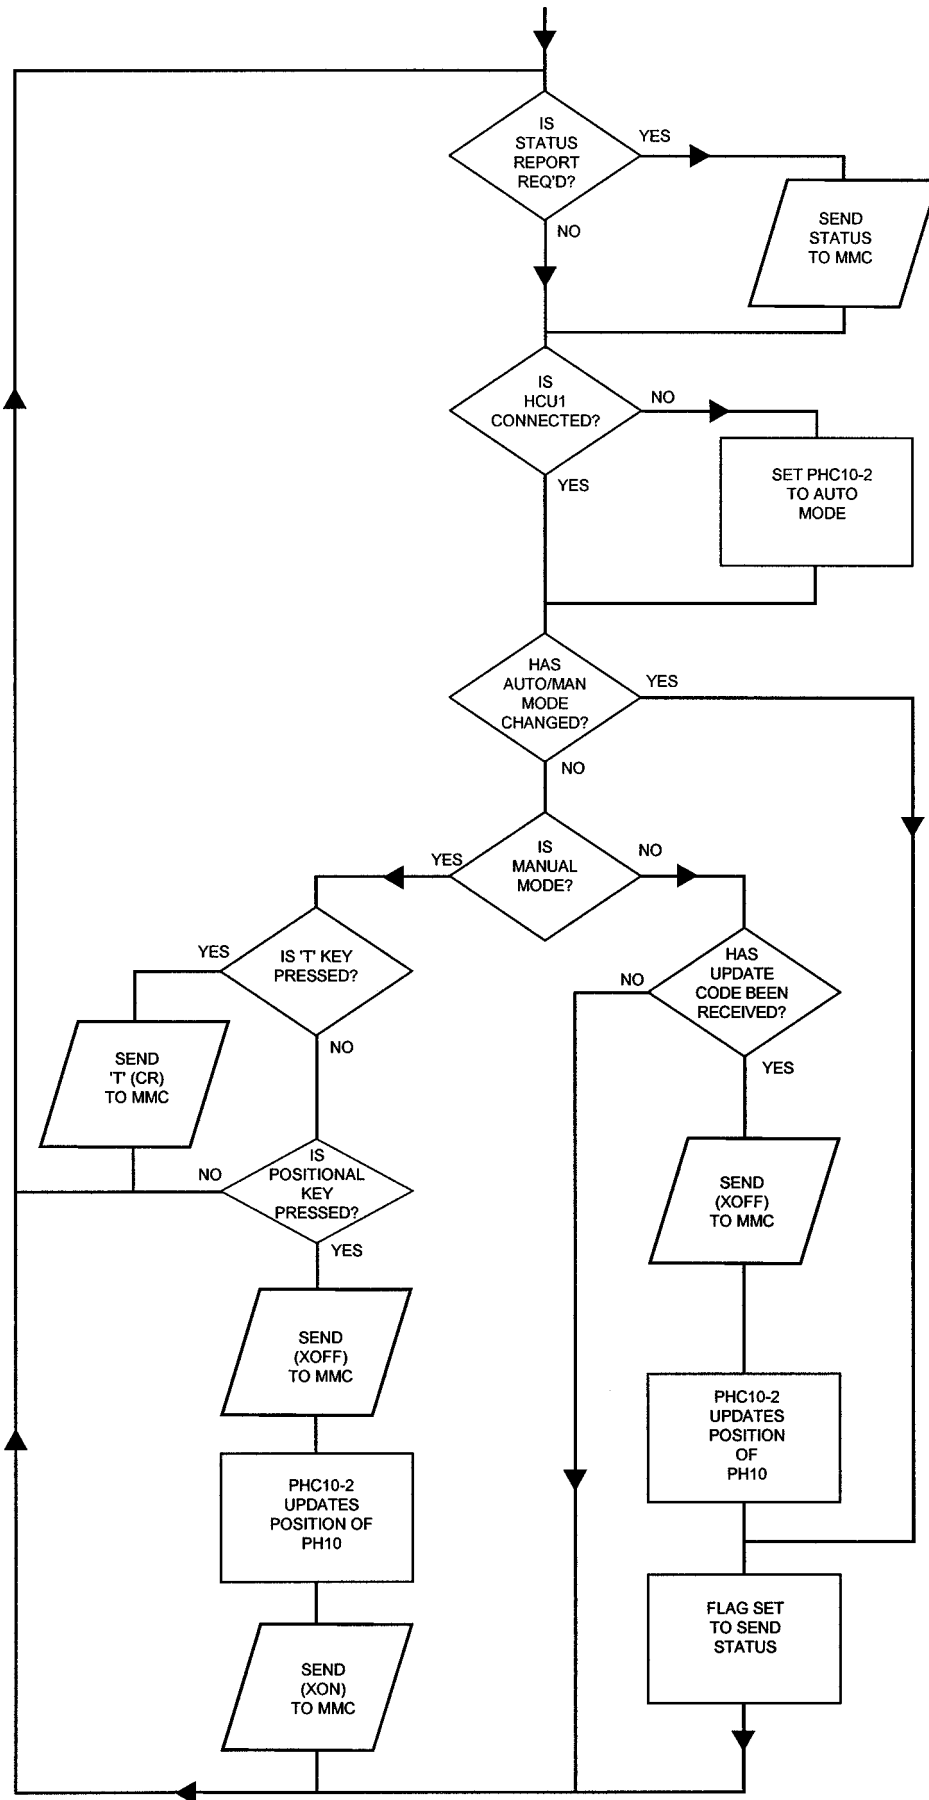 IS
STATUS
REPORT
REQ'D?
YES
NO
SEND
STATUS
TO MMC
IS
HCU1
CONNECTED?
NO
YES
SET PHC10-2
TO AUTO
MODE
HAS
AUTO/MAN
MODE
CHANGED?
YES
NO
IS
MANUAL
MODE?
YES
NO
IS 'T' KEY
PRESSED?
YES
NO
HAS
UPDATE
CODE BEEN
RECEIVED?
NO
YES
SEND
'T' (CR)
TO MMC
IS
POSITIONAL
KEY
PRESSED?
NO
YES
SEND
(XOFF)
TO MMC
SEND
(XOFF)
TO MMC
PHC10-2
UPDATES
POSITION
OF
PH10
PHC10-2
UPDATES
POSITION OF
PH10
FLAG SET
TO SEND
STATUS
SEND
(XON)
TO MMC